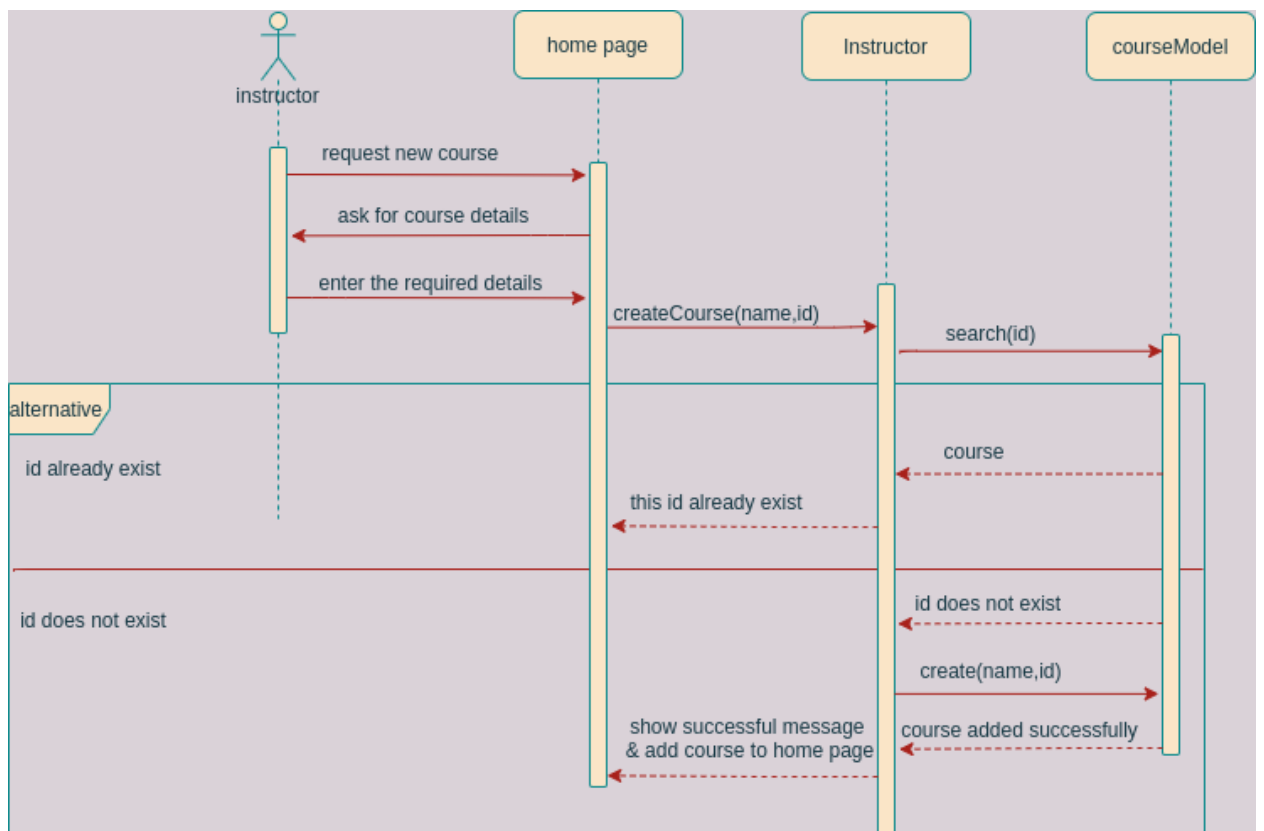 home page
Instructor
courseModel
instructor
request new course
ask for course details
enter the required details
createCourse(name,id)
search(id)
alternative
course
id already exist
this id already exist
id does not exist
id does not exist
create(name,id)
show successful message
& add course to home page
course added successfully